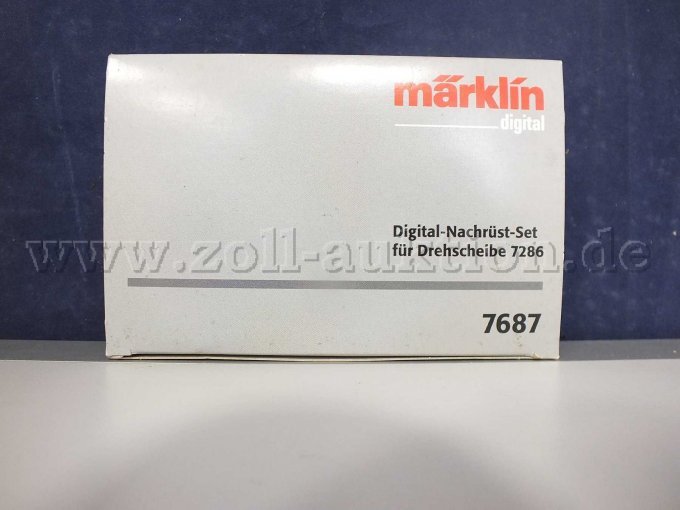 märklin
digital
Digital-Nachrüst-Set
für Drehscheibe 7286
www.zoll-auktion.de
7687